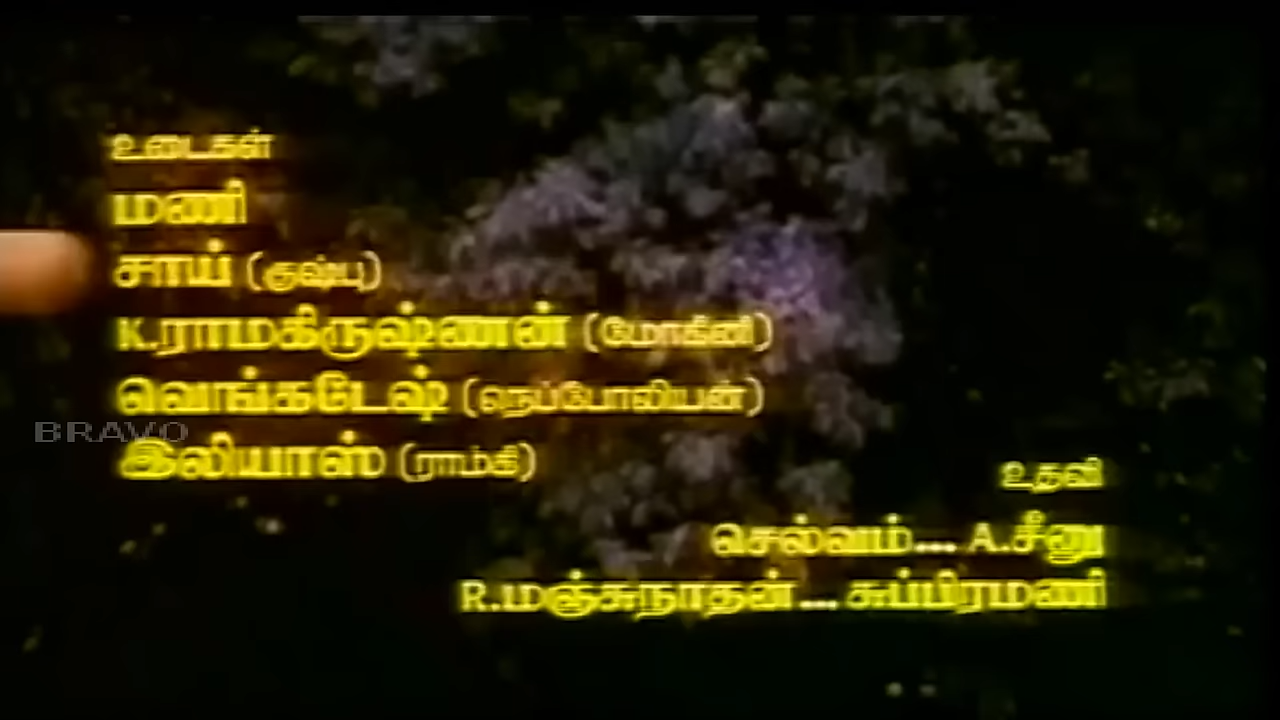 உடைகள்
மணி
சாய் (குஷ்பு)
K.ராமகிருஷ்ணன் (மோகினி)
வெங்கடேஷ் (நெப்போலியன்)
BRAVO
இலியாஸ் (ராம்கி)
உதவி
செல்வம்... A.சீனு
R.மஞ்சுநாதன்... சுப்பிரமணி